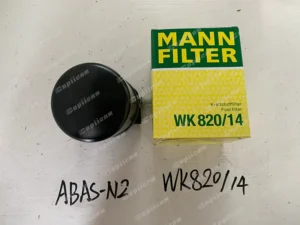 MANN
FILTER
Kraftstofffilter
Fuel Filter
WK 820/14
ABAS-N2
WK820/14